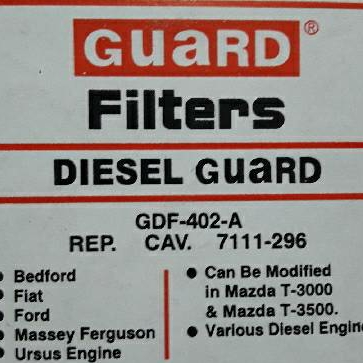 GUARD®
Filters
DIESEL GUARD
GDF-402-A
REP. CAV. 7111-296
• Bedford
• Fiat
• Ford
• Massey Ferguson
• Ursus Engine
• Can Be Modified
in Mazda T-3000
& Mazda T-3500.
• Various Diesel Engine